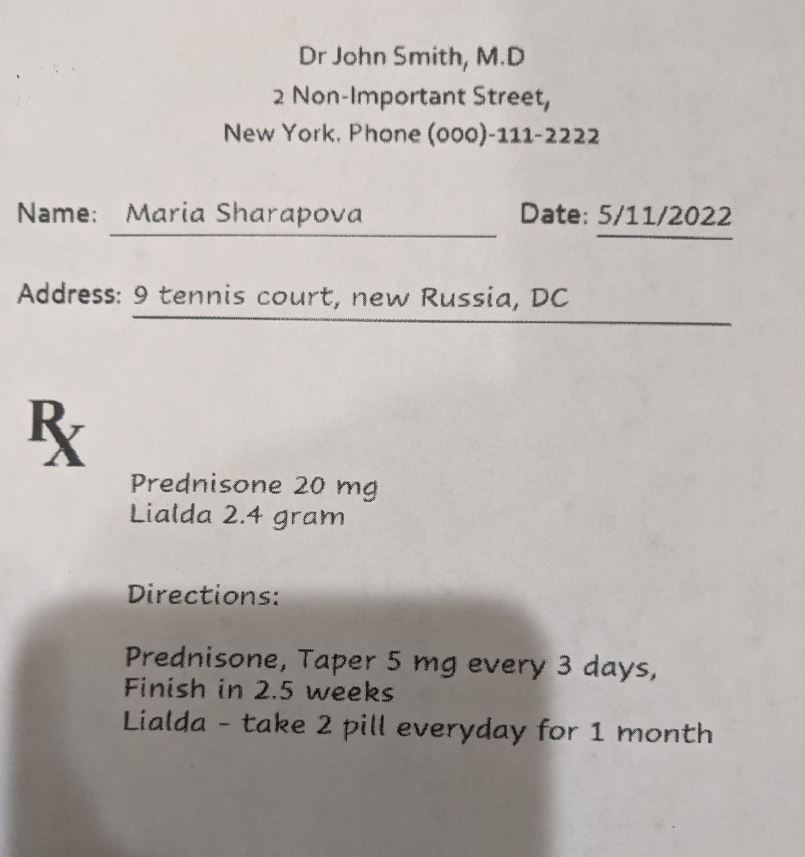 Dr John Smith, M.D
2 Non-Important Street,
New York. Phone (000)-111-2222
Name: Maria Sharapova Date: 5/11/2022
Address: 9 tennis court, new Russia, DC
Rx
Prednisone 20 mg
Lialda 2.4 gram
Directions:
Prednisone, Taper 5 mg every 3 days,
Finish in 2.5 weeks
Lialda - take 2 pill everyday for 1 month